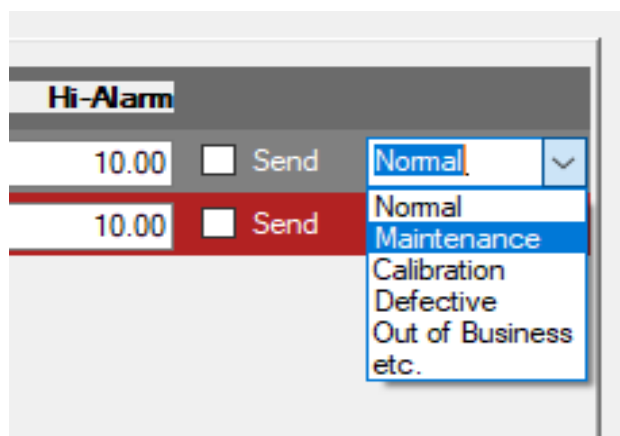 Hi-Alarm
10.00 Send Normal
10.00 Send
Normal
Maintenance
Calibration
Defective
Out of Business
etc.